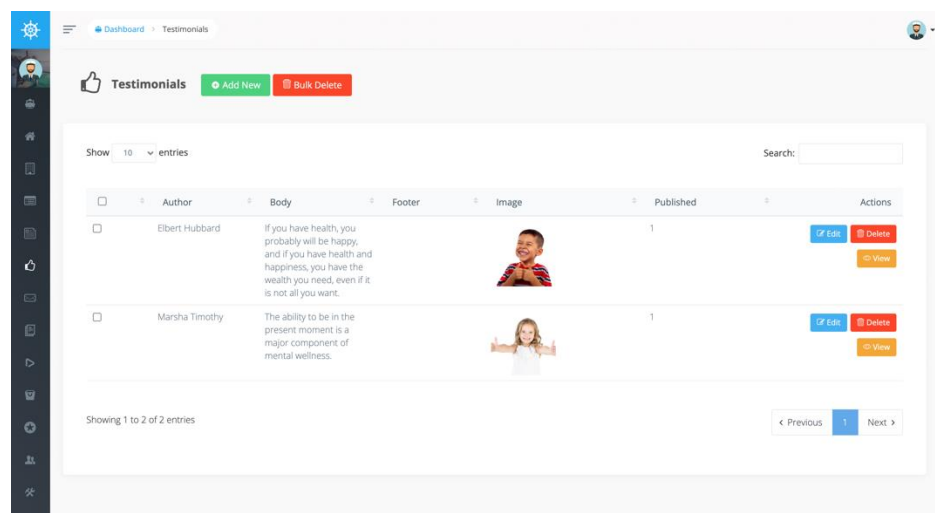 Dashboard > Testimonials
Testimonials
Add New
Bulk Delete
Show 10 entries
Search:
Author Body Footer Image Published Actions
Elbert Hubbard
If you have health, you
probably will be happy,
and if you have health and
happiness, you have the
wealth you need, even if it
is not all you want.
1
Edit
Delete
View
Marsha Timothy
The ability to be in the
present moment is a
major component of
mental wellness.
1
Edit
Delete
View
Showing 1 to 2 of 2 entries
‹ Previous 1 Next ›